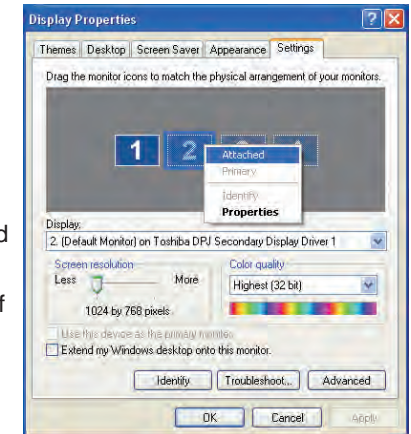 Display Properties
Themes Desktop Screen Saver Appearance Settings
Drag the monitor icons to match the physical arrangement of your monitors.
1 2
Attached
Primary
Identify
Properties
Display:
2. (Default Monitor) on Toshiba DPJ Secondary Display Driver 1
Screen resolution
Less More
1024 by 768 pixels
Color quality
Highest (32 bit)
Use this device as the primary monitor.
Extend my Windows desktop onto this monitor.
Identify Troubleshoot... Advanced
OK Cancel Apply
d
f